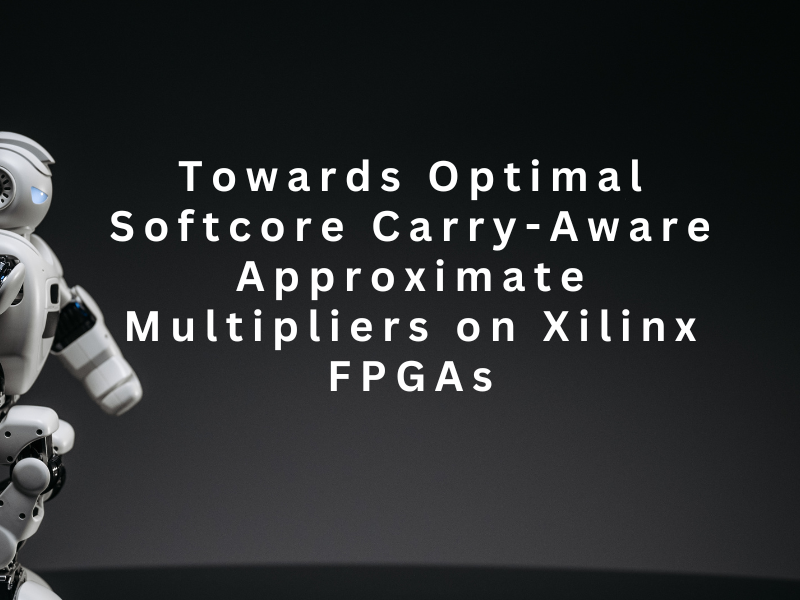 Towards Optimal
Softcore Carry-Aware
Approximate
Multipliers on Xilinx
FPGAs